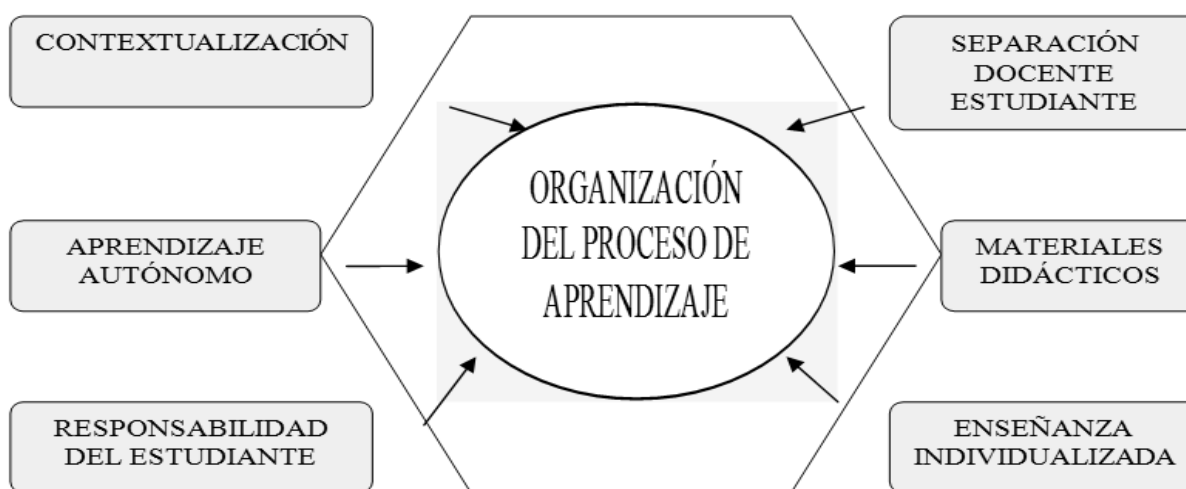 CONTEXTUALIZACIÓN
SEPARACIÓN
DOCENTE
ESTUDIANTE
ORGANIZACIÓN
DEL PROCESO DE
APRENDIZAJE
APRENDIZAJE
AUTÓNOMO
MATERIALES
DIDÁCTICOS
RESPONSABILIDAD
DEL ESTUDIANTE
ENSEÑANZA
INDIVIDUALIZADA